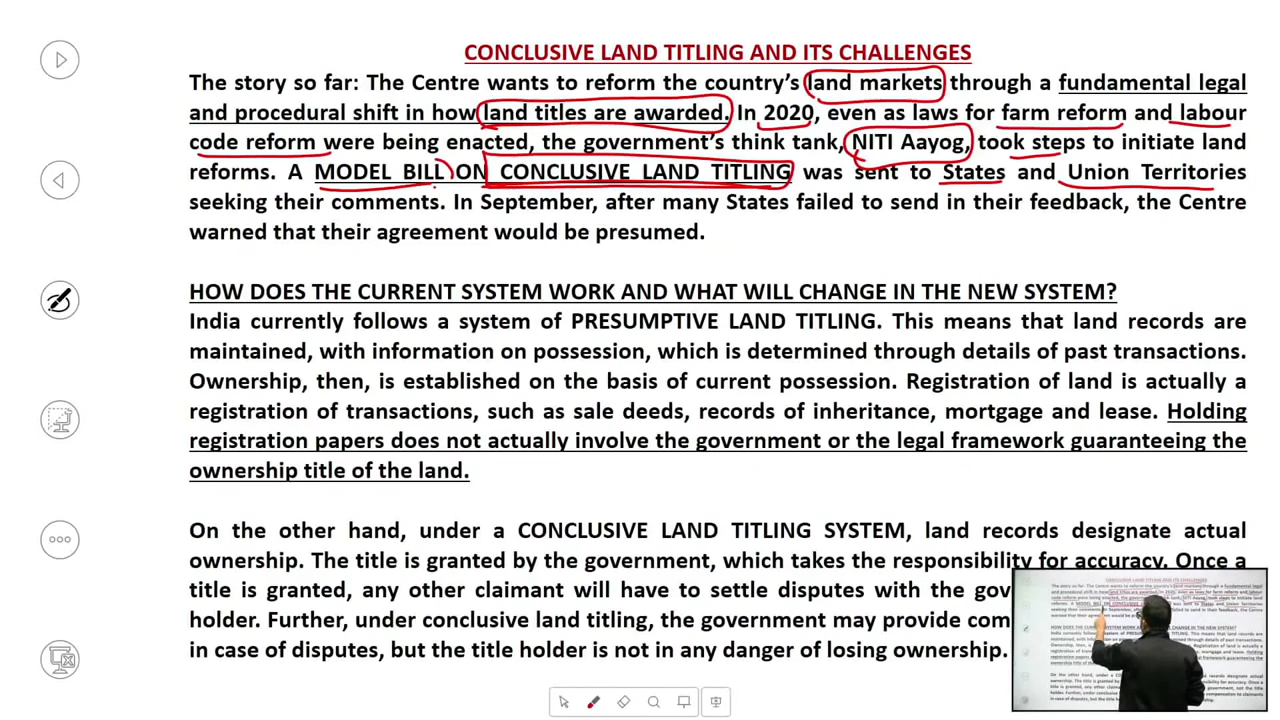 CONCLUSIVE LAND TITLING AND ITS CHALLENGES
The story so far: The Centre wants to reform the country's land markets through a fundamental legal
and procedural shift in how land titles are awarded. In 2020, even as laws for farm reform and labour
code reform were being enacted, the government's think tank, NITI Aayog, took steps to initiate land
reforms. A MODEL BILL ON CONCLUSIVE LAND TITLING was sent to States and Union Territories
seeking their comments. In September, after many States failed to send in their feedback, the Centre
warned that their agreement would be presumed.
HOW DOES THE CURRENT SYSTEM WORK AND WHAT WILL CHANGE IN THE NEW SYSTEM?
India currently follows a system of PRESUMPTIVE LAND TITLING. This means that land records are
maintained, with information on possession, which is determined through details of past transactions.
Ownership, then, is established on the basis of current possession. Registration of land is actually a
registration of transactions, such as sale deeds, records of inheritance, mortgage and lease. Holding
registration papers does not actually involve the government or the legal framework guaranteeing the
ownership title of the land.
On the other hand, under a CONCLUSIVE LAND TITLING SYSTEM, land records designate actual
ownership. The title is granted by the government, which takes the responsibility for accuracy. Once a
title is granted, any other claimant will have to settle disputes with the gov
holder. Further, under conclusive land titling, the government may provide com
in case of disputes, but the title holder is not in any danger of losing ownership.